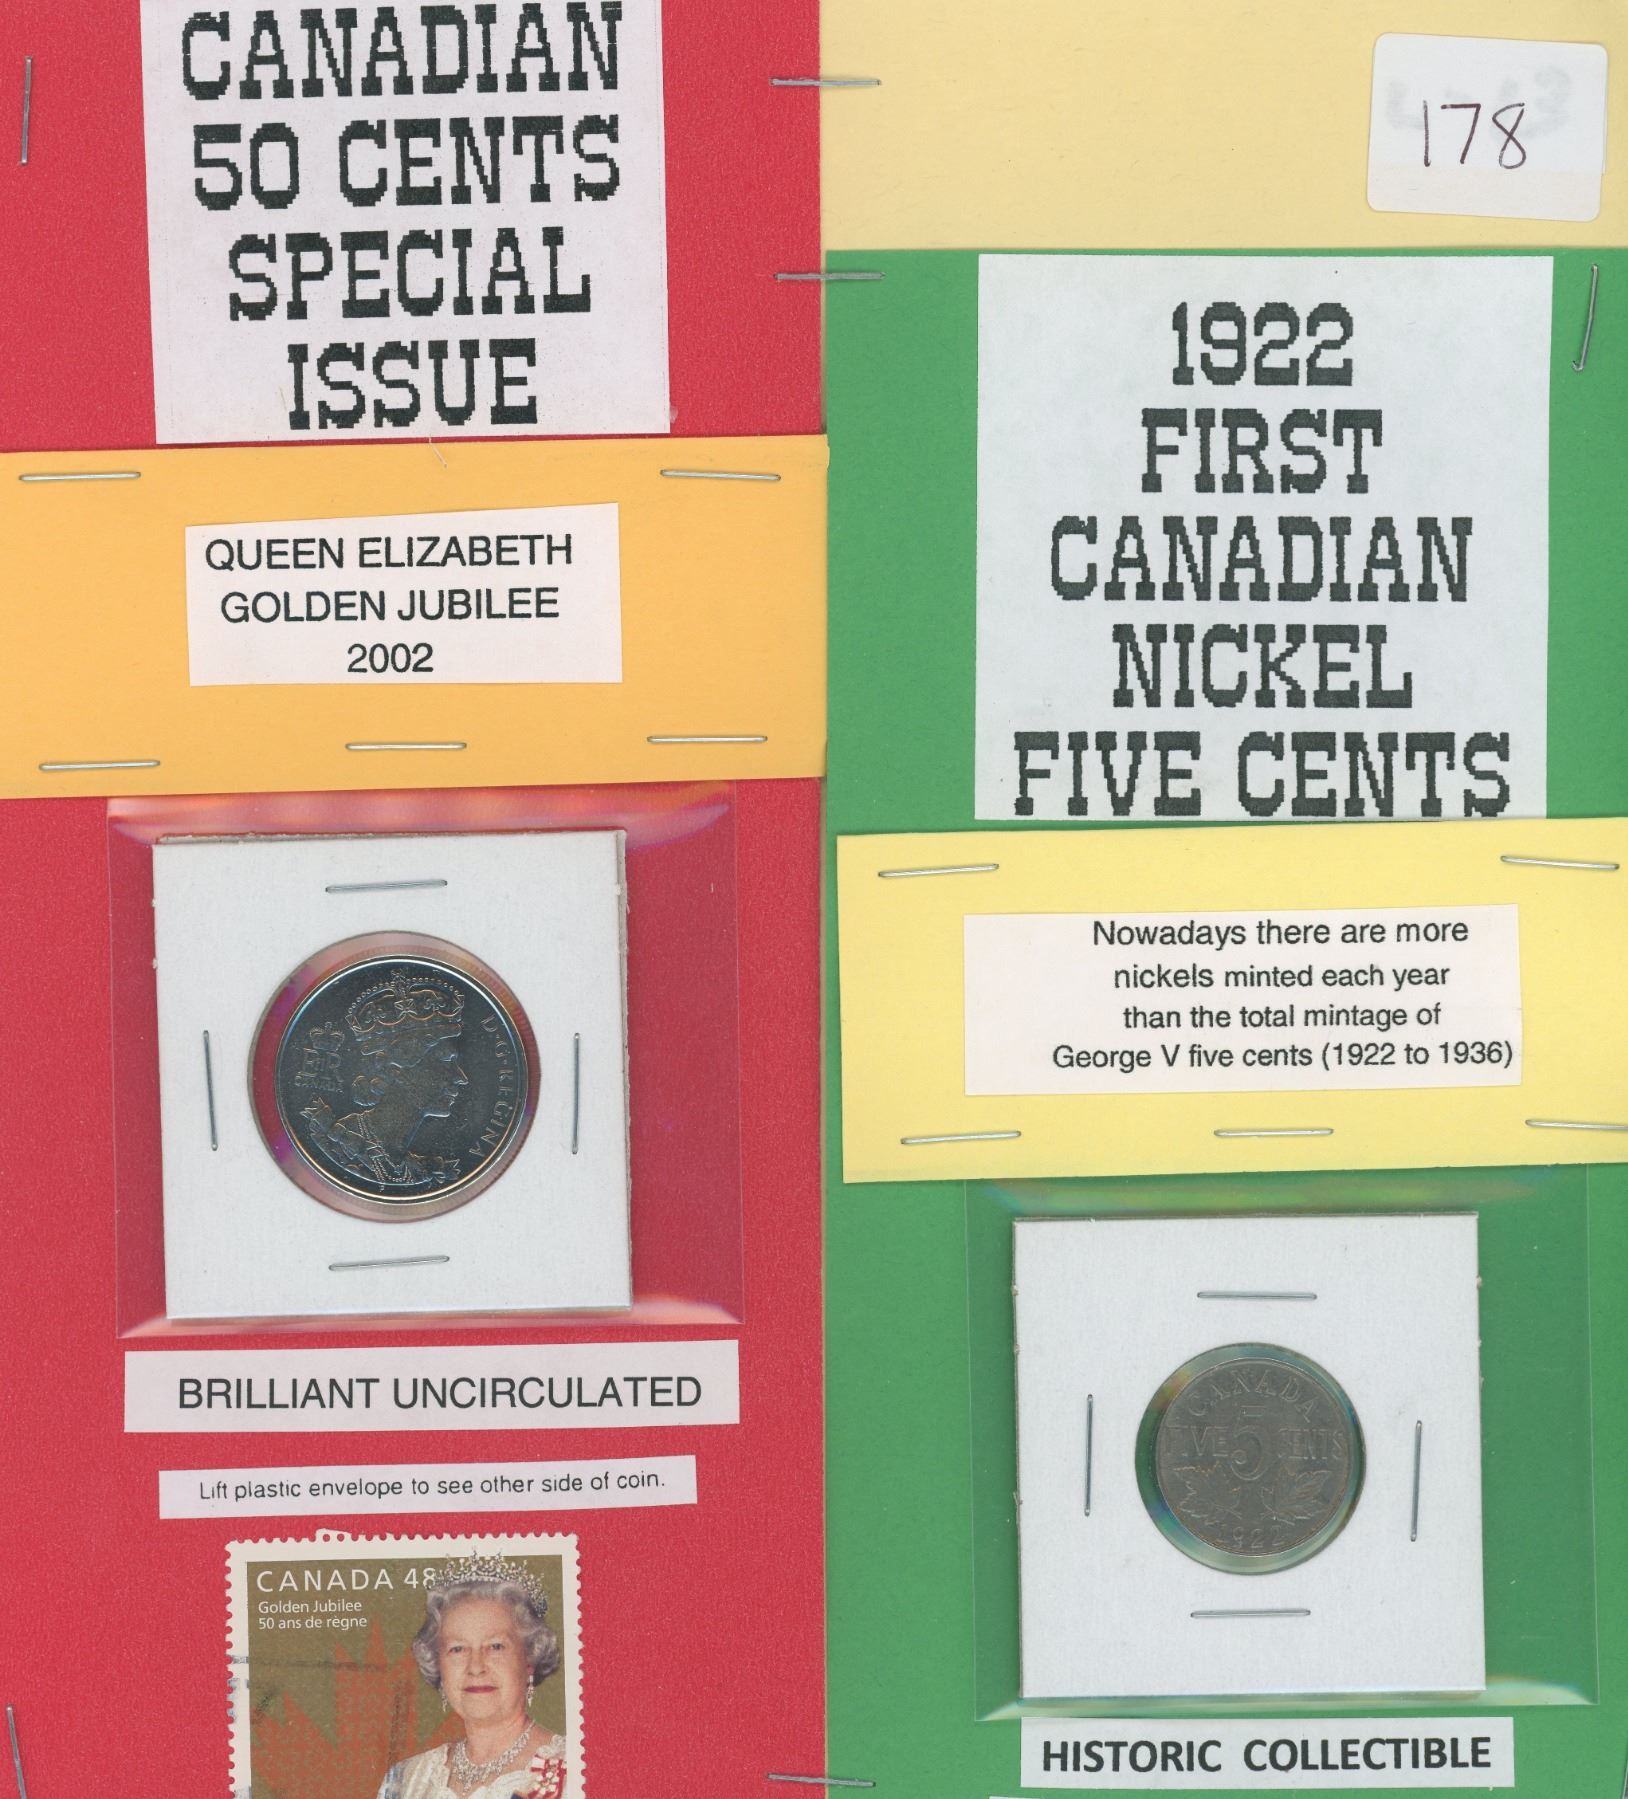 CANADIAN
50 CENTS
SPECIAL
ISSUE
QUEEN ELIZABETH
GOLDEN JUBILEE
2002
CANADA
D·G·REGINA
BRILLIANT UNCIRCULATED
Lift plastic envelope to see other side of coin.
CANADA 48
Golden Jubilee
50 ans de règne
178
1922
FIRST
CANADIAN
NICKEL
FIVE CENTS
Nowadays there are more
nickels minted each year
than the total mintage of
George V five cents (1922 to 1936)
CANADA
FIVE 5 CENTS
1922
HISTORIC COLLECTIBLE